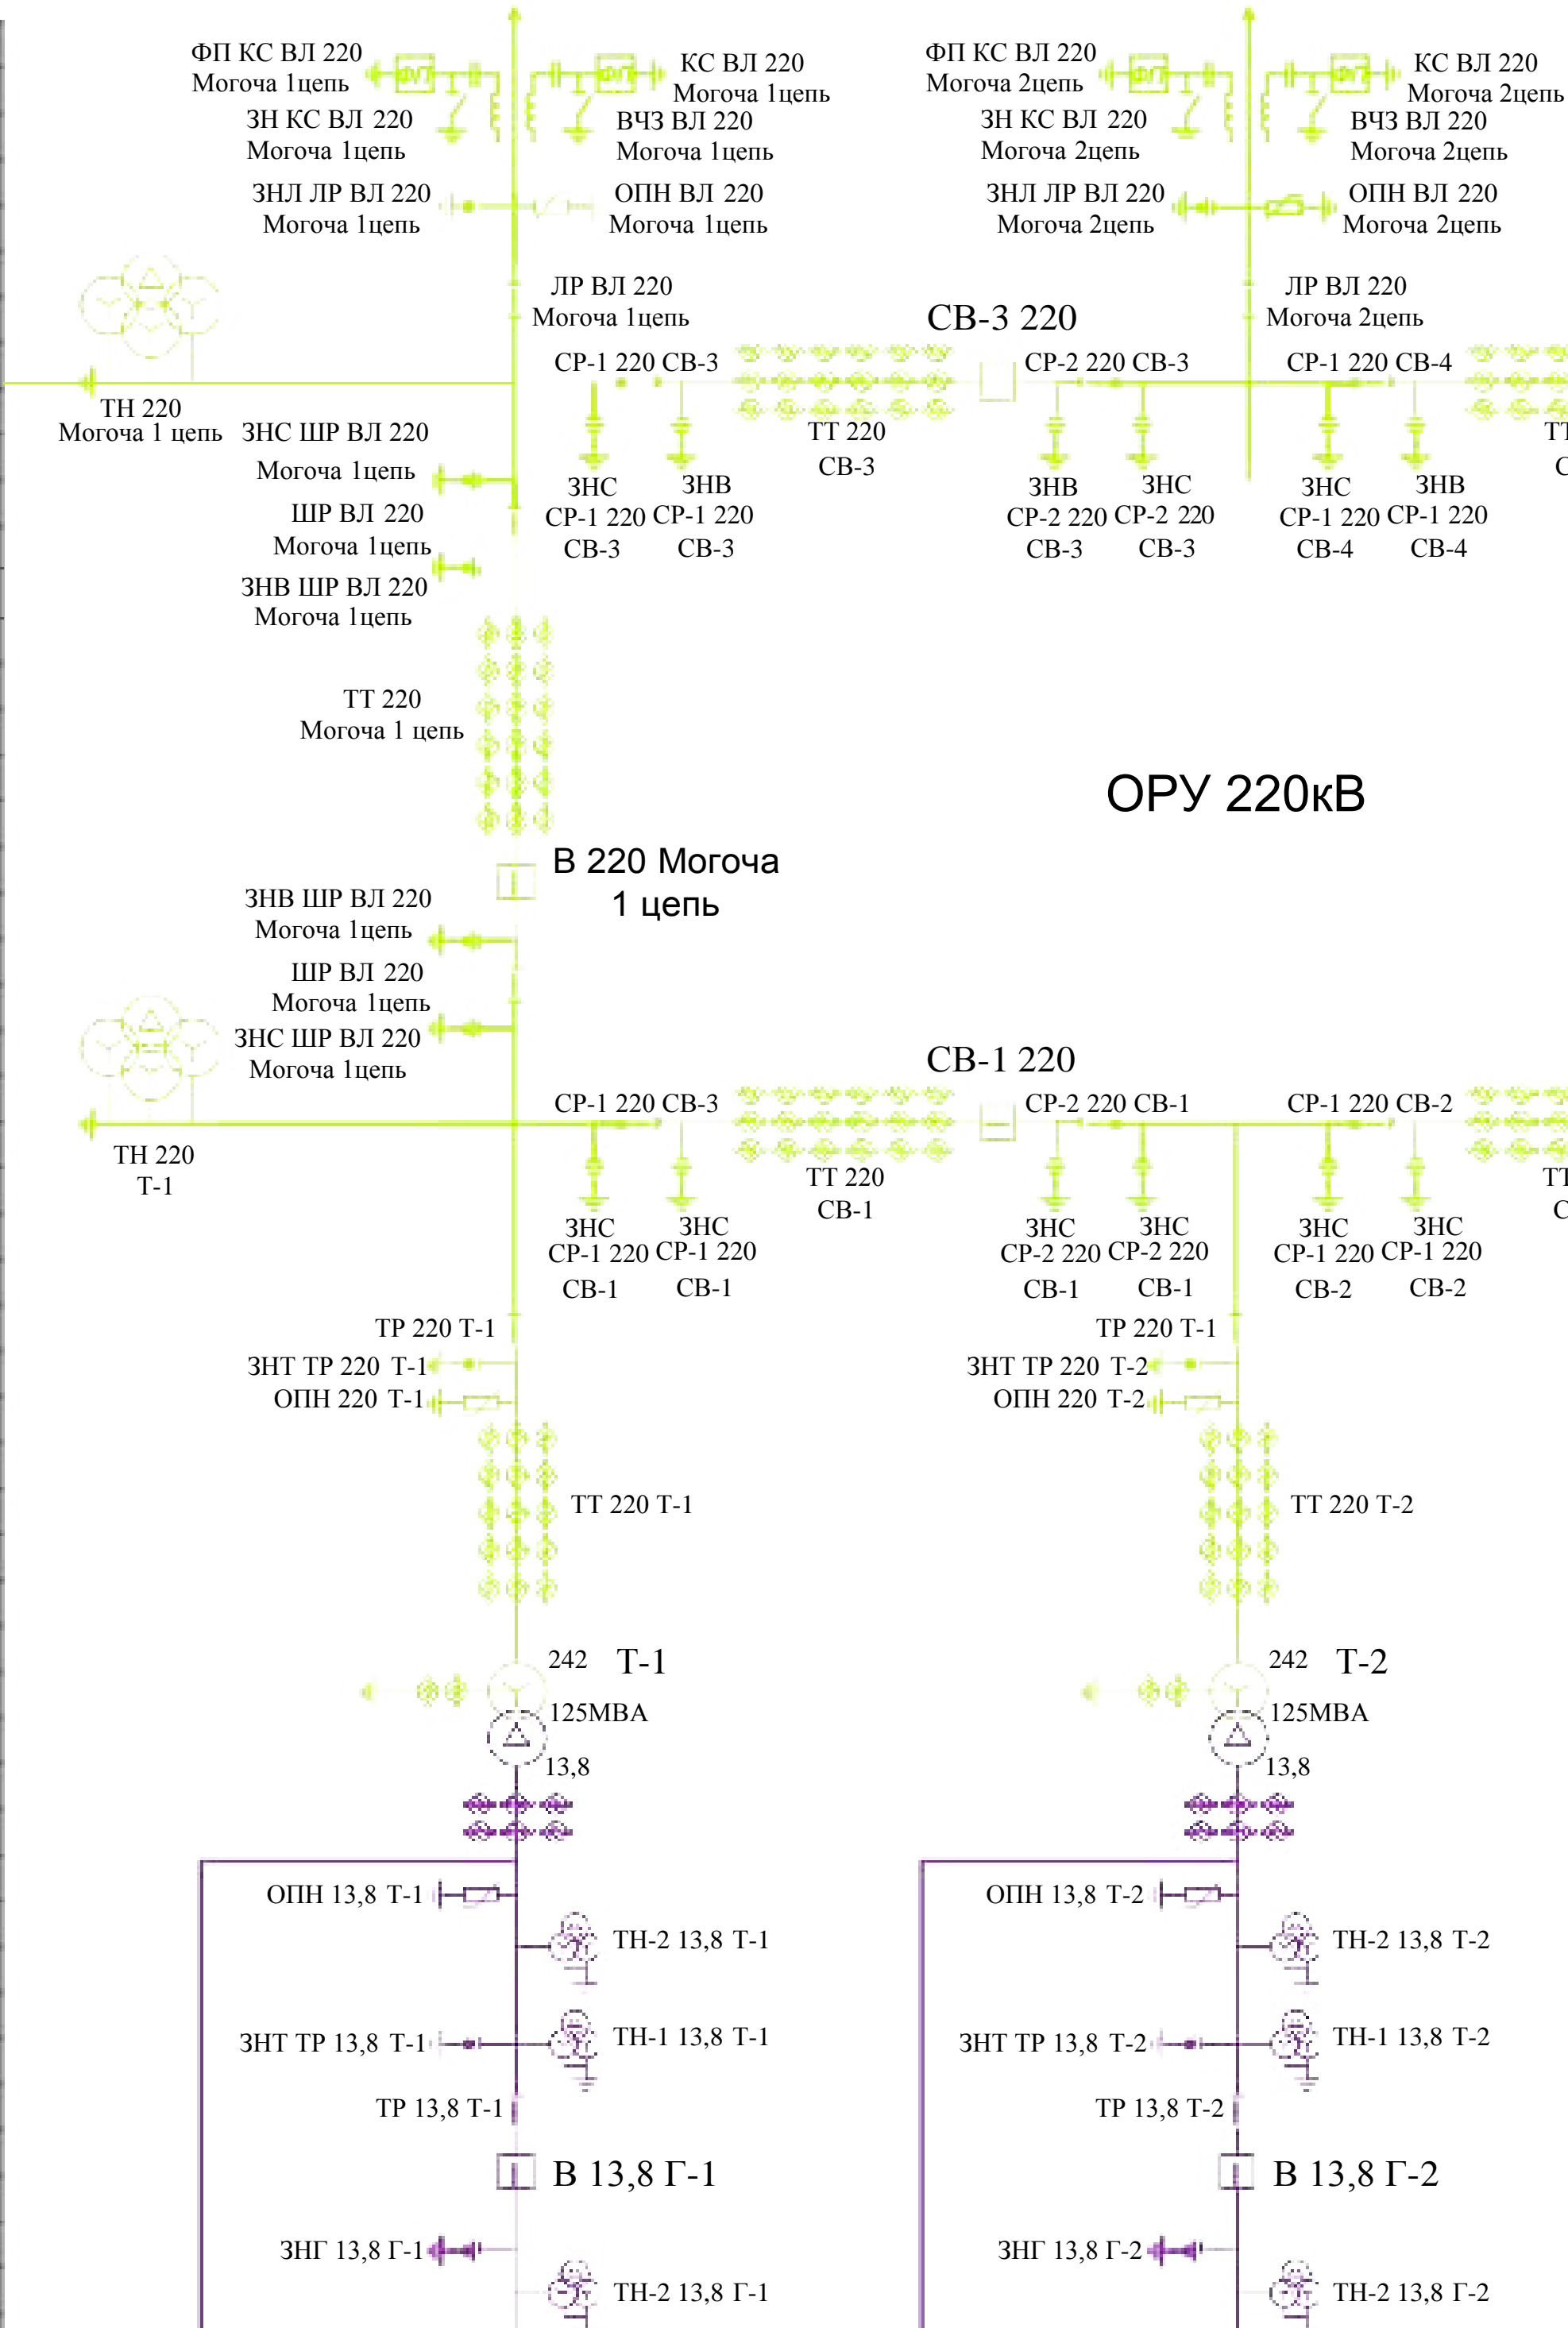 ФП КС ВЛ 220
Могоча 1цепь
КС ВЛ 220
Могоча 1цепь
ФП КС ВЛ 220
Могоча 2цепь
КС ВЛ 220
Могоча 2цепь
ЗН КС ВЛ 220
Могоча 1цепь
ВЧЗ ВЛ 220
Могоча 1цепь
ЗН КС ВЛ 220
Могоча 2цепь
ВЧЗ ВЛ 220
Могоча 2цепь
ЗНЛ ЛР ВЛ 220
Могоча 1цепь
ОПН ВЛ 220
Могоча 1цепь
ЗНЛ ЛР ВЛ 220
Могоча 2цепь
ОПН ВЛ 220
Могоча 2цепь
ЛР ВЛ 220
Могоча 1цепь
СВ-3 220
ЛР ВЛ 220
Могоча 2цепь
СР-1 220 СВ-3
СР-2 220 СВ-3
СР-1 220 СВ-4
ТН 220
Могоча 1 цепь
ЗНС ШР ВЛ 220
Могоча 1цепь
ТТ 220
СВ-3
ЗНС
СР-1 220
СВ-3
ЗНВ
СР-1 220
СВ-3
ЗНВ
СР-2 220
СВ-3
ЗНС
СР-2 220
СВ-3
ЗНС
СР-1 220
СВ-4
ЗНВ
СР-1 220
СВ-4
ШР ВЛ 220
Могоча 1цепь
ЗНВ ШР ВЛ 220
Могоча 1цепь
ТТ 220
Могоча 1 цепь
ОРУ 220кВ
В 220 Могоча
1 цепь
ЗНВ ШР ВЛ 220
Могоча 1цепь
ШР ВЛ 220
Могоча 1цепь
ЗНС ШР ВЛ 220
Могоча 1цепь
СВ-1 220
СР-1 220 СВ-3
СР-2 220 СВ-1
СР-1 220 СВ-2
ТН 220
Т-1
ТТ 220
СВ-1
ЗНС
СР-1 220
СВ-1
ЗНС
СР-1 220
СВ-1
ЗНС
СР-2 220
СВ-1
ЗНС
СР-2 220
СВ-1
ЗНС
СР-1 220
СВ-2
ЗНС
СР-1 220
СВ-2
ТР 220 Т-1
ТР 220 Т-1
ЗНТ ТР 220 Т-1
ЗНТ ТР 220 Т-2
ОПН 220 Т-1
ОПН 220 Т-2
ТТ 220 Т-1
ТТ 220 Т-2
242 Т-1
242 Т-2
125МВА
125МВА
13,8
13,8
ОПН 13,8 Т-1
ОПН 13,8 Т-2
ТН-2 13,8 Т-1
ТН-2 13,8 Т-2
ЗНТ ТР 13,8 Т-1
ТН-1 13,8 Т-1
ЗНТ ТР 13,8 Т-2
ТН-1 13,8 Т-2
ТР 13,8 Т-1
ТР 13,8 Т-2
В 13,8 Г-1
В 13,8 Г-2
ЗНГ 13,8 Г-1
ЗНГ 13,8 Г-2
ТН-2 13,8 Г-1
ТН-2 13,8 Г-2